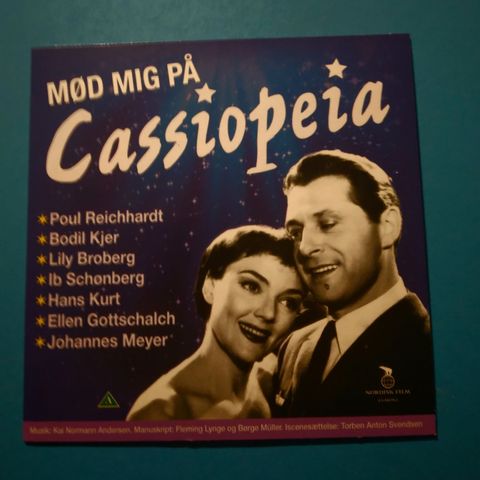 MØD MIG PÅ
Cassiopeia
Poul Reichhardt
Bodil Kjer
Lily Broberg
Ib Schønberg
Hans Kurt
Ellen Gottschalch
Johannes Meyer
NORDISK FILM
Musik: Kai Normann Andersen. Manuskript: Fleming Lynge og Børge Müller. Iscenesættelse: Torben Anton Svendsen